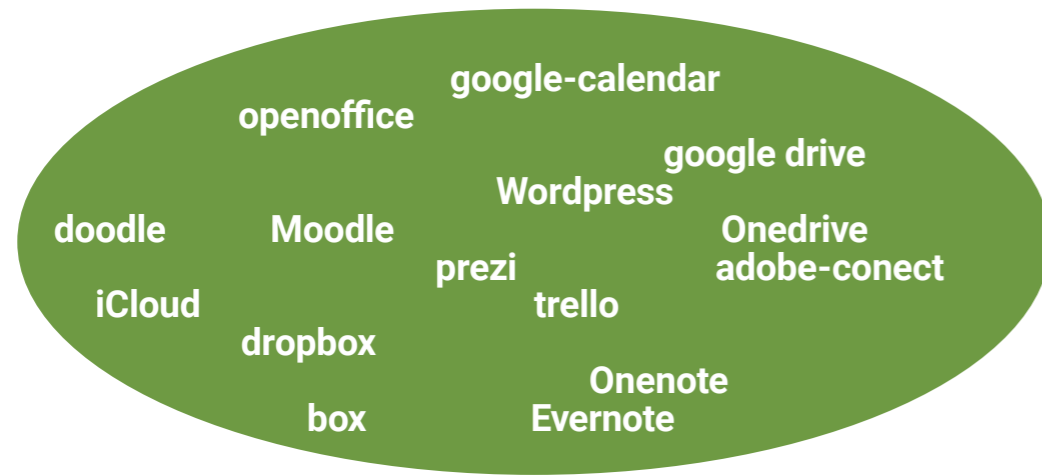 google-calendar
openoffice
google drive
Wordpress
doodle Moodle Onedrive
prezi adobe-conect
iCloud trello
dropbox
Onenote
box Evernote